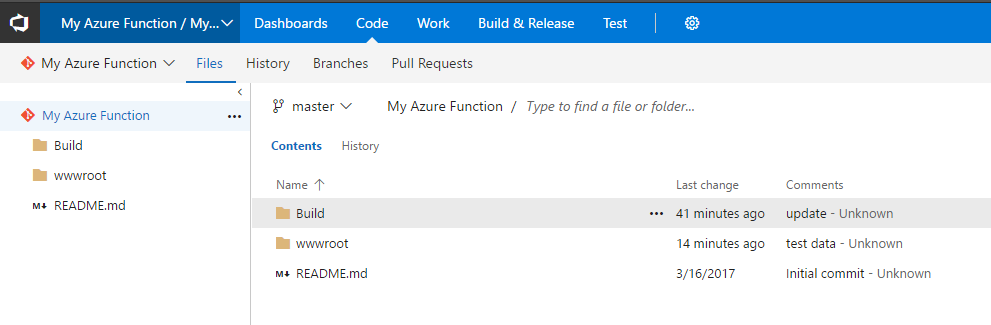 My Azure Function / My... Dashboards Code Work Build & Release Test
My Azure Function Files History Branches Pull Requests
<
My Azure Function ...
Build
wwwroot
M↓ README.md
master My Azure Function / Type to find a file or folder...
Contents History
Name ↑ Last change Comments
Build ... 41 minutes ago update - Unknown
wwwroot 14 minutes ago test data - Unknown
M↓ README.md 3/16/2017 Initial commit - Unknown